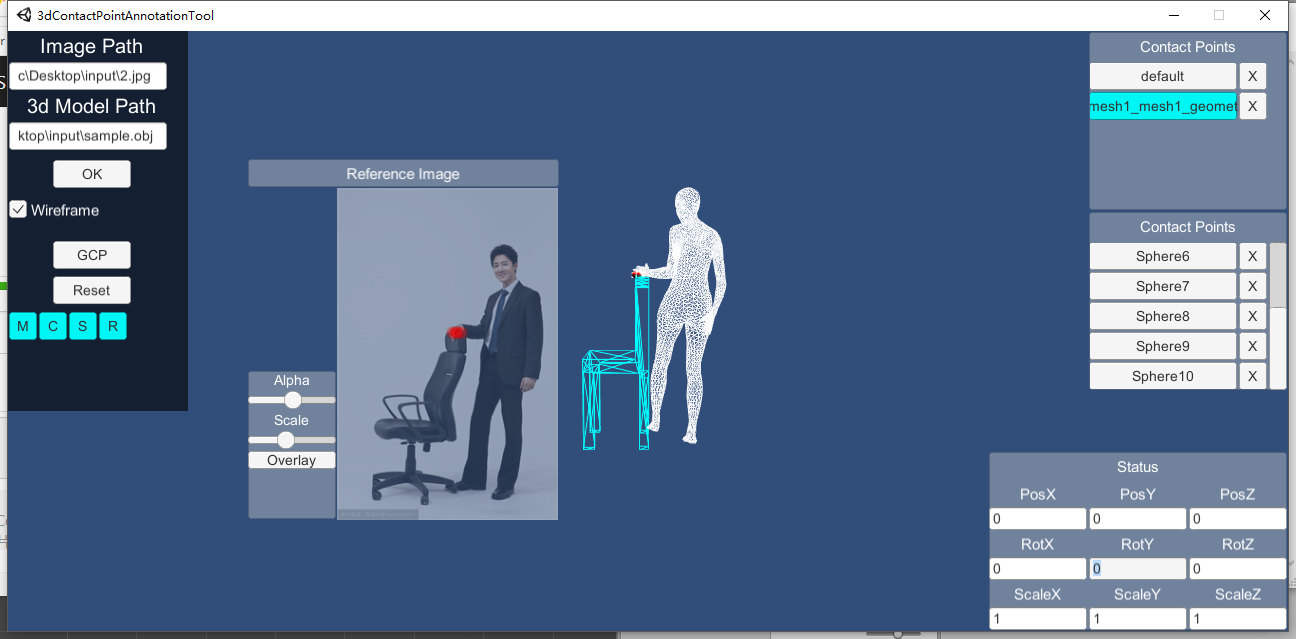 3dContactPointAnnotationTool
Image Path
c\Desktop\input\2.jpg
3d Model Path
ktop\input\sample.obj
OK
Wireframe
GCP
Reset
M C S R
Reference Image
Alpha
Scale
Overlay
Contact Points
default X
mesh1_mesh1_geomet X
Contact Points
Sphere6 X
Sphere7 X
Sphere8 X
Sphere9 X
Sphere10 X
Status
PosX PosY PosZ
0 0 0
RotX RotY RotZ
0 0 0
ScaleX ScaleY ScaleZ
1 1 1